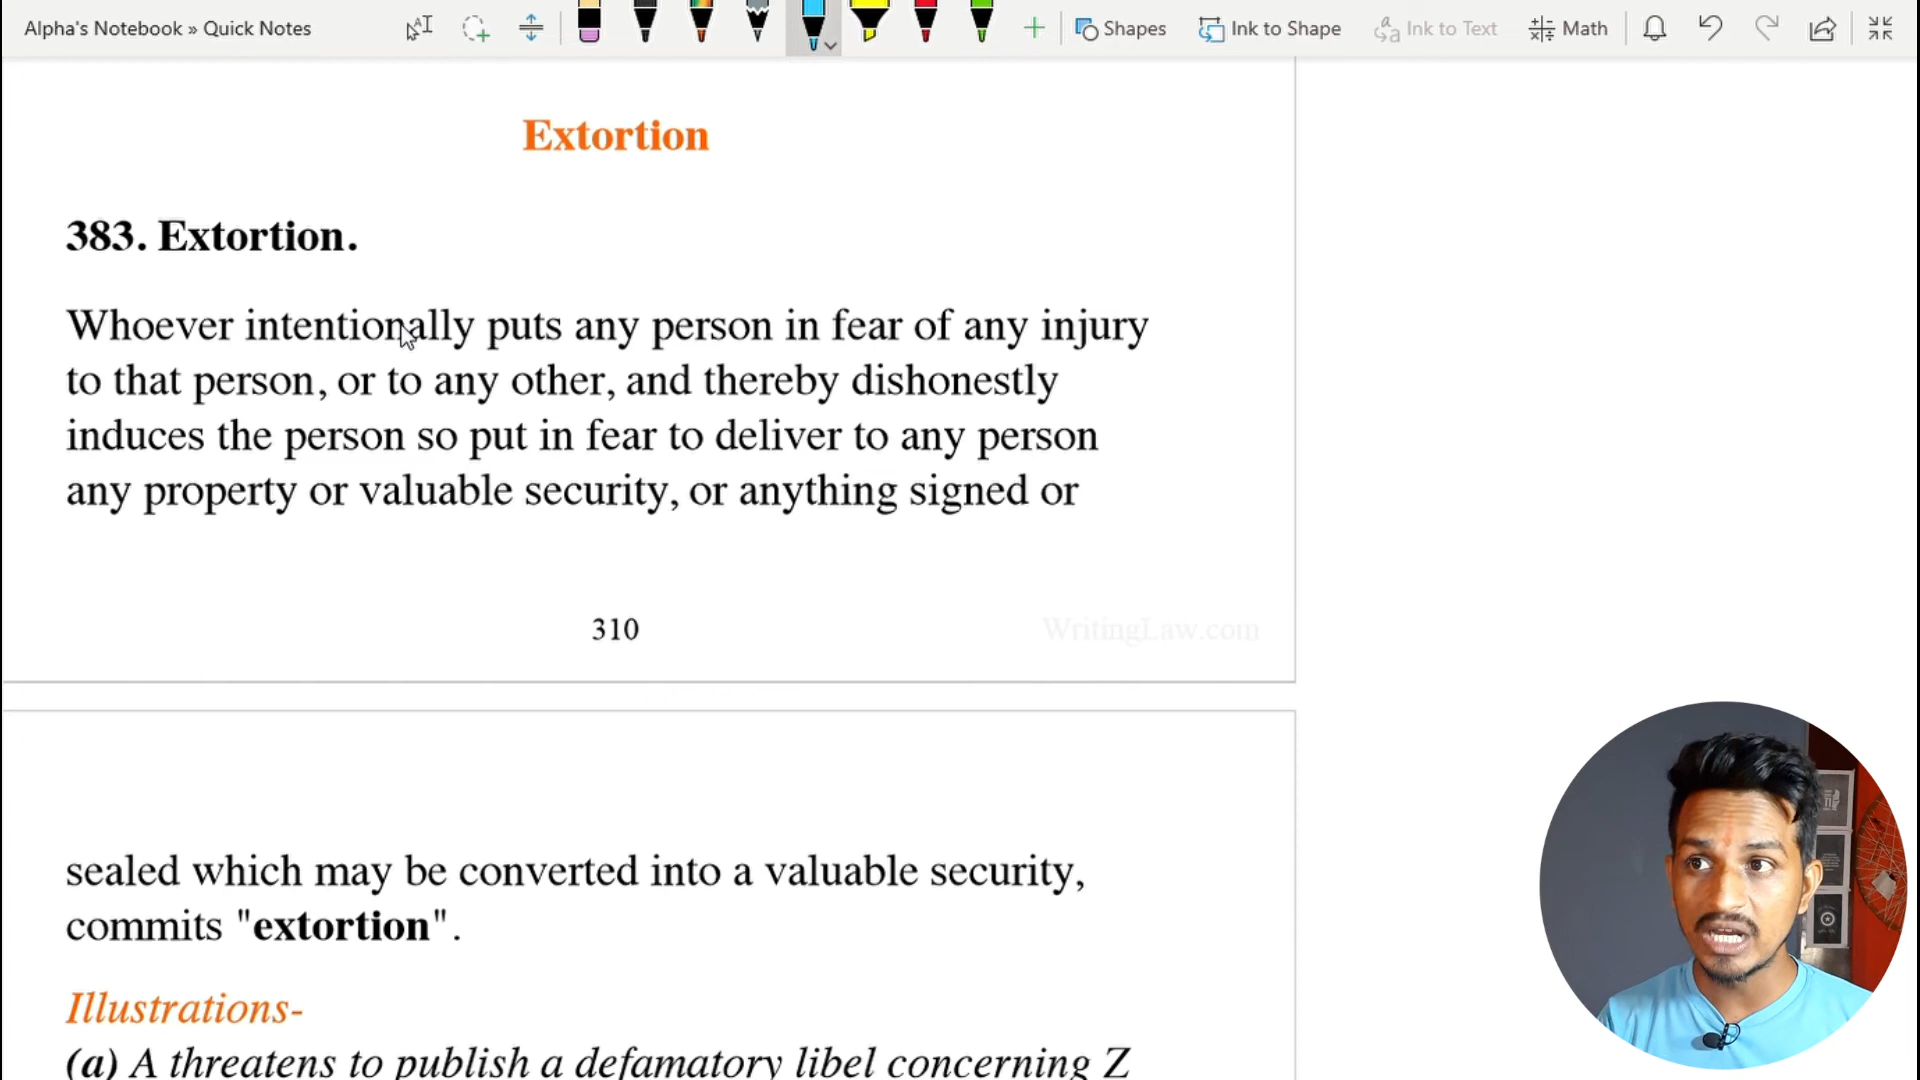 Alpha's Notebook » Quick Notes
Shapes
Ink to Shape
Ink to Text
Math
Extortion
383. Extortion.
Whoever intentionally puts any person in fear of any injury
to that person, or to any other, and thereby dishonestly
induces the person so put in fear to deliver to any person
any property or valuable security, or anything signed or
310
WritingLaw.com
sealed which may be converted into a valuable security,
commits "extortion".
Illustrations-
(a) A threatens to publish a defamatory libel concerning Z